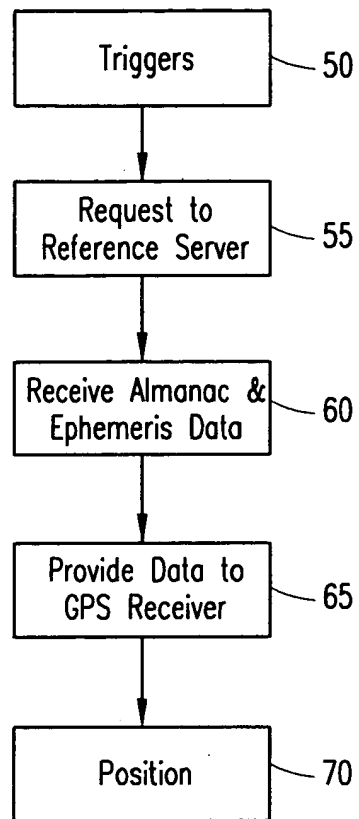 Triggers
50
Request to
Reference Server
55
Receive Almanac &
Ephemeris Data
60
Provide Data to
GPS Receiver
65
Position
70